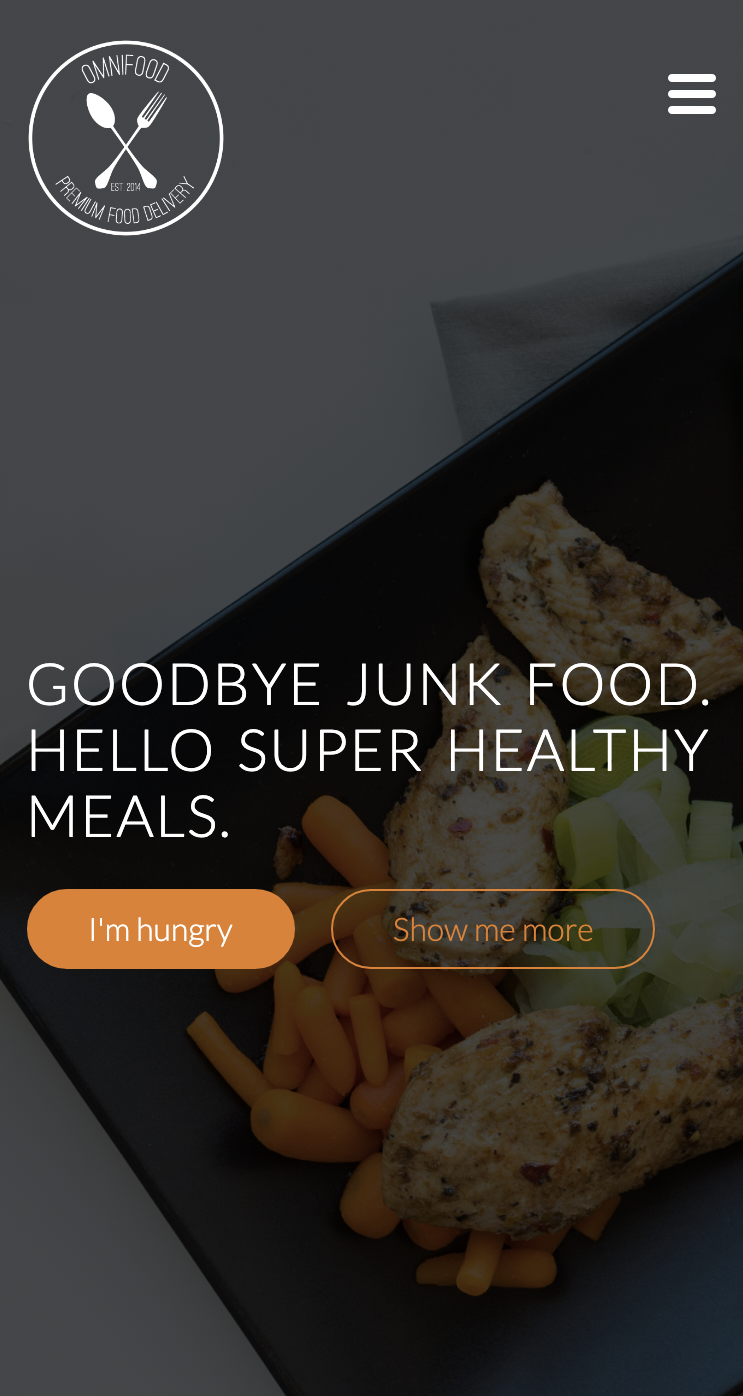 OMNIFOOD
EST 2014
PREMIUM FOOD DELIVERY
GOODBYE JUNK FOOD.
HELLO SUPER HEALTHY
MEALS.
I'm hungry
Show me more